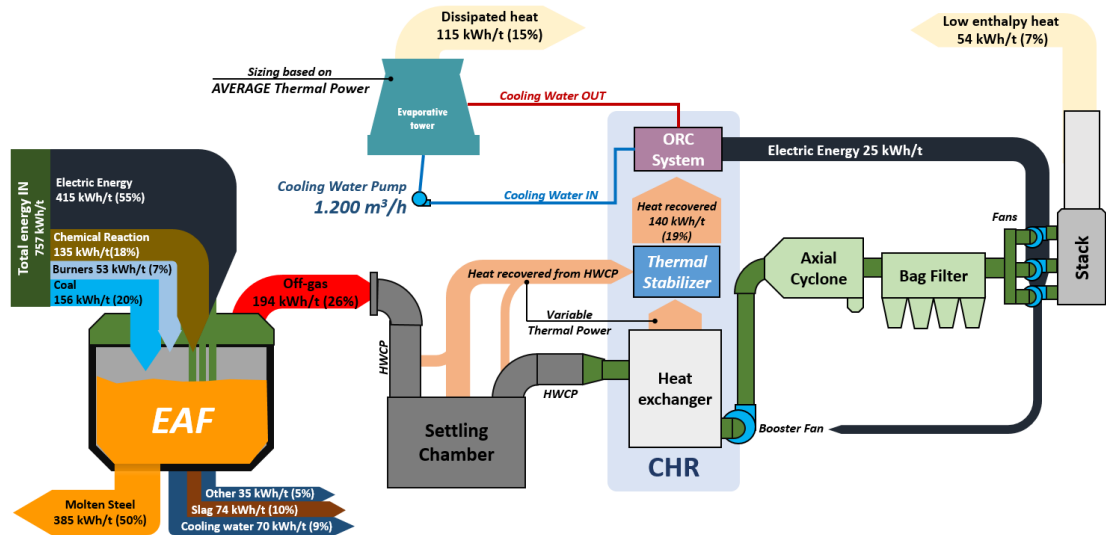 Dissipated heat
115 kWh/t (15%)
Low enthalpy heat
54 kWh/t (7%)
Sizing based on
AVERAGE Thermal Power
Evaporative
tower
Cooling Water OUT
ORC
System
Electric Energy 25 kWh/t
Total energy IN
757 kWh/t
Electric Energy
415 kWh/t (55%)
Cooling Water Pump
1.200 m³/h
Cooling Water IN
Heat recovered
140 kWh/t
(19%)
Fans
Chemical Reaction
135 kWh/t(18%)
Burners 53 kWh/t (7%)
Coal
156 kWh/t (20%)
Off-gas
194 kWh/t (26%)
Heat recovered from HWCP
Thermal
Stabilizer
Axial
Cyclone
Bag Filter
Stack
Variable
Thermal Power
HWCP
HWCP
Heat
exchanger
EAF
Settling
Chamber
Booster Fan
CHR
Molten Steel
385 kWh/t (50%)
Other 35 kWh/t (5%)
Slag 74 kWh/t (10%)
Cooling water 70 kWh/t (9%)